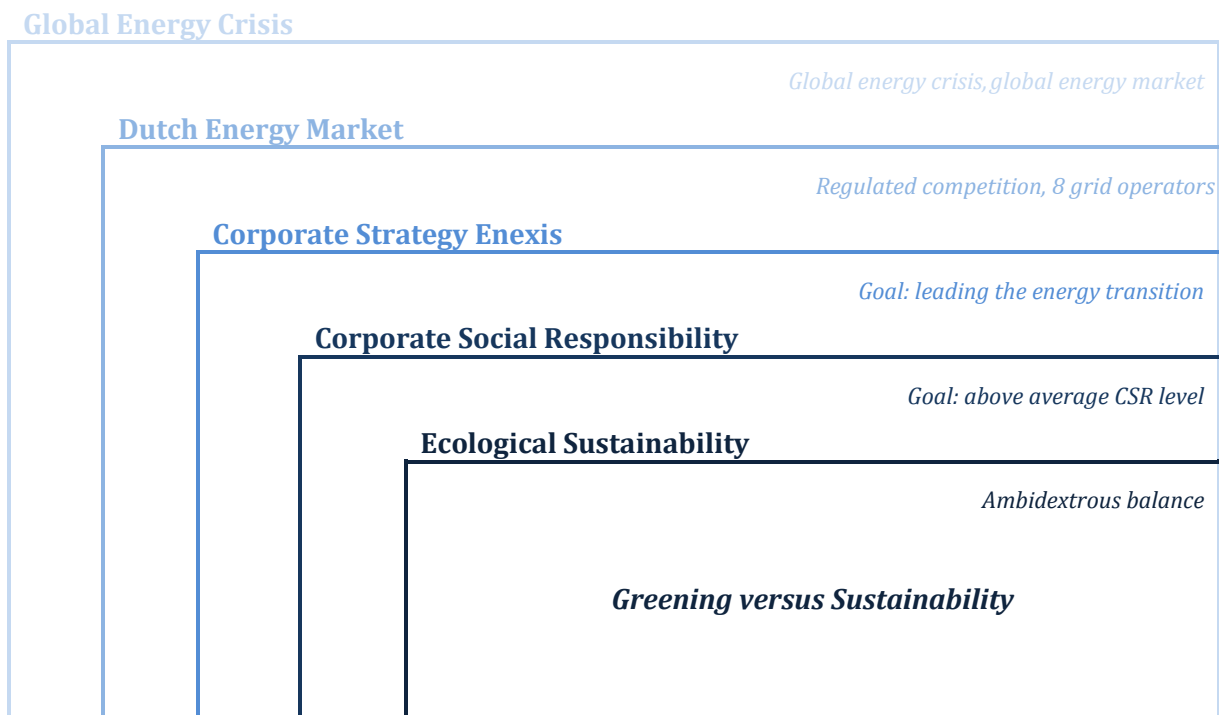 Global Energy Crisis
Global energy crisis, global energy market
Dutch Energy Market
Regulated competition, 8 grid operators
Corporate Strategy Enexis
Goal: leading the energy transition
Corporate Social Responsibility
Goal: above average CSR level
Ecological Sustainability
Ambidextrous balance
Greening versus Sustainability